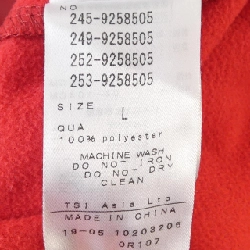 NO
245-9258505
249-9258505
252-9258505
253-9258505
SIZE
L
QUA
100% polyester
MACHINE WASH
DO NOT IRON
DO NOT DRY
CLEAN
TSI Asia Ltd
MADE IN CHINA
19-05 10203206
0R107